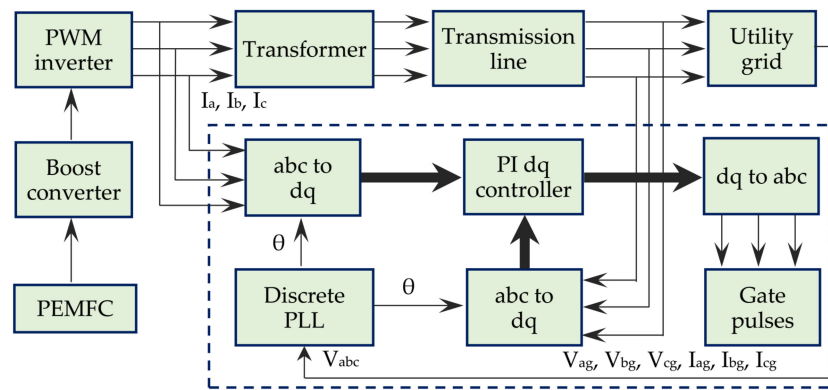 PWM
inverter
Transformer
Transmission
line
Utility
grid
Ia, Ib, Ic
Boost
converter
abc to
dq
PI dq
controller
dq to abc
θ
θ
PEMFC
Discrete
PLL
abc to
dq
Gate
pulses
Vabc
Vag, Vbg, Vcg, Iag, Ibg, Icg